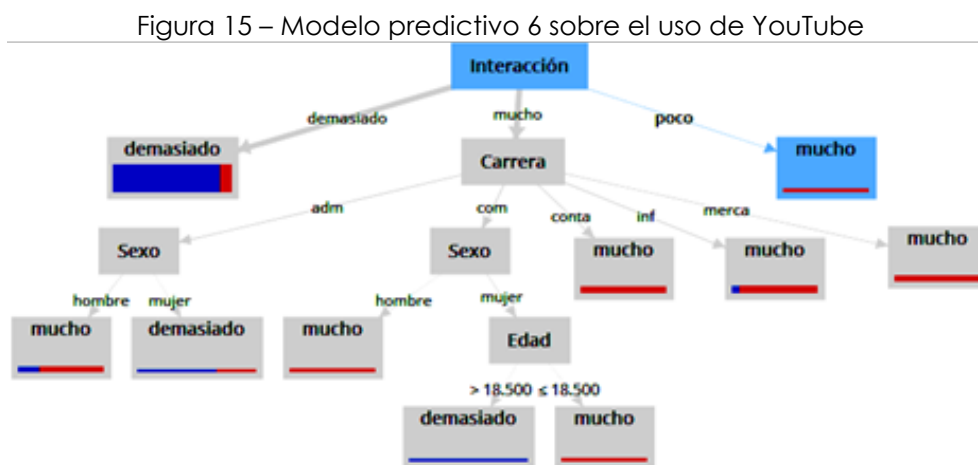 Figura 15 – Modelo predictivo 6 sobre el uso de YouTube
Interacción
demasiado mucho poco
demasiado Carrera mucho
adm com conta inf merca
Sexo Sexo mucho mucho mucho
hombre mujer hombre mujer
mucho demasiado mucho Edad
> 18.500 ≤ 18.500
demasiado mucho